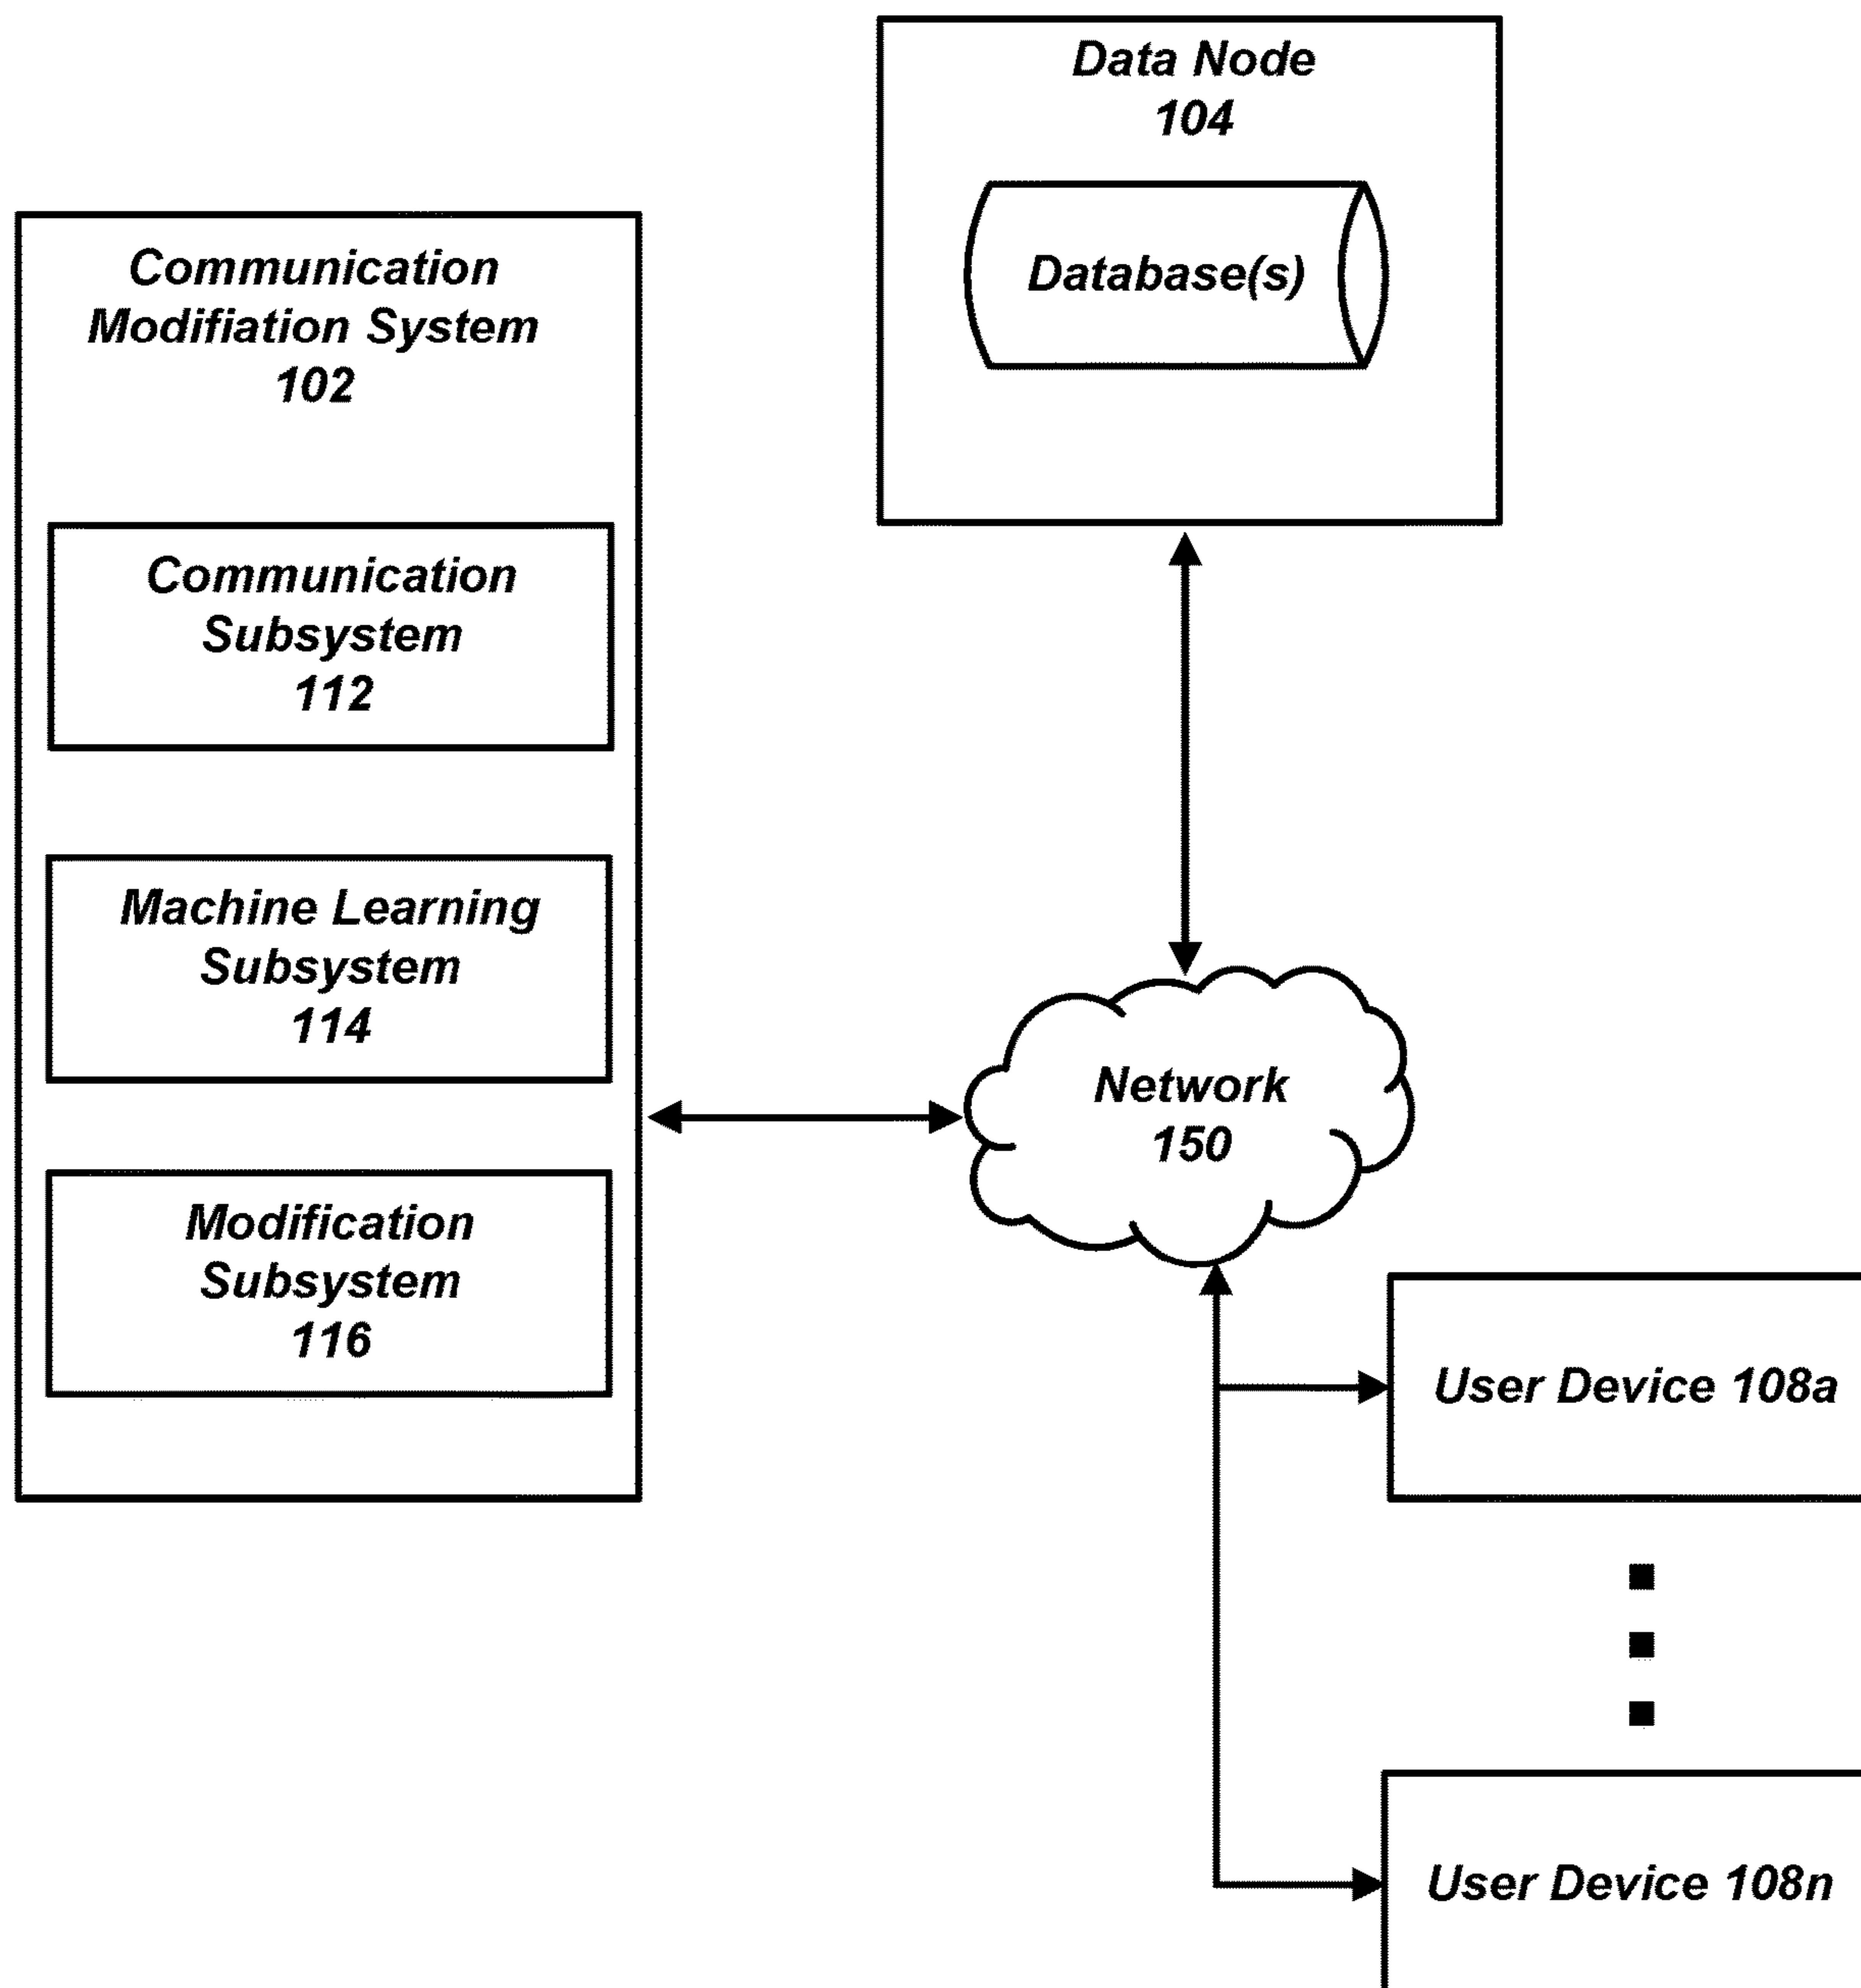 Data Node
104
Database(s)
Communication
Modifiation System
102
Communication
Subsystem
112
Machine Learning
Subsystem
114
Modification
Subsystem
116
Network
150
User Device 108a
User Device 108n